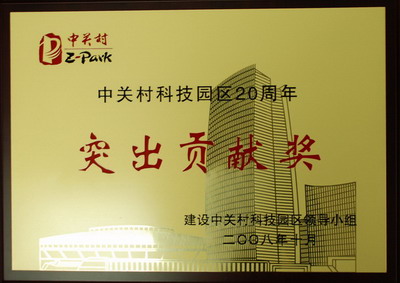 中关村
Z-Park
中关村科技园区20周年
突出贡献奖
建设中关村科技园区领导小组
二〇〇八年十月